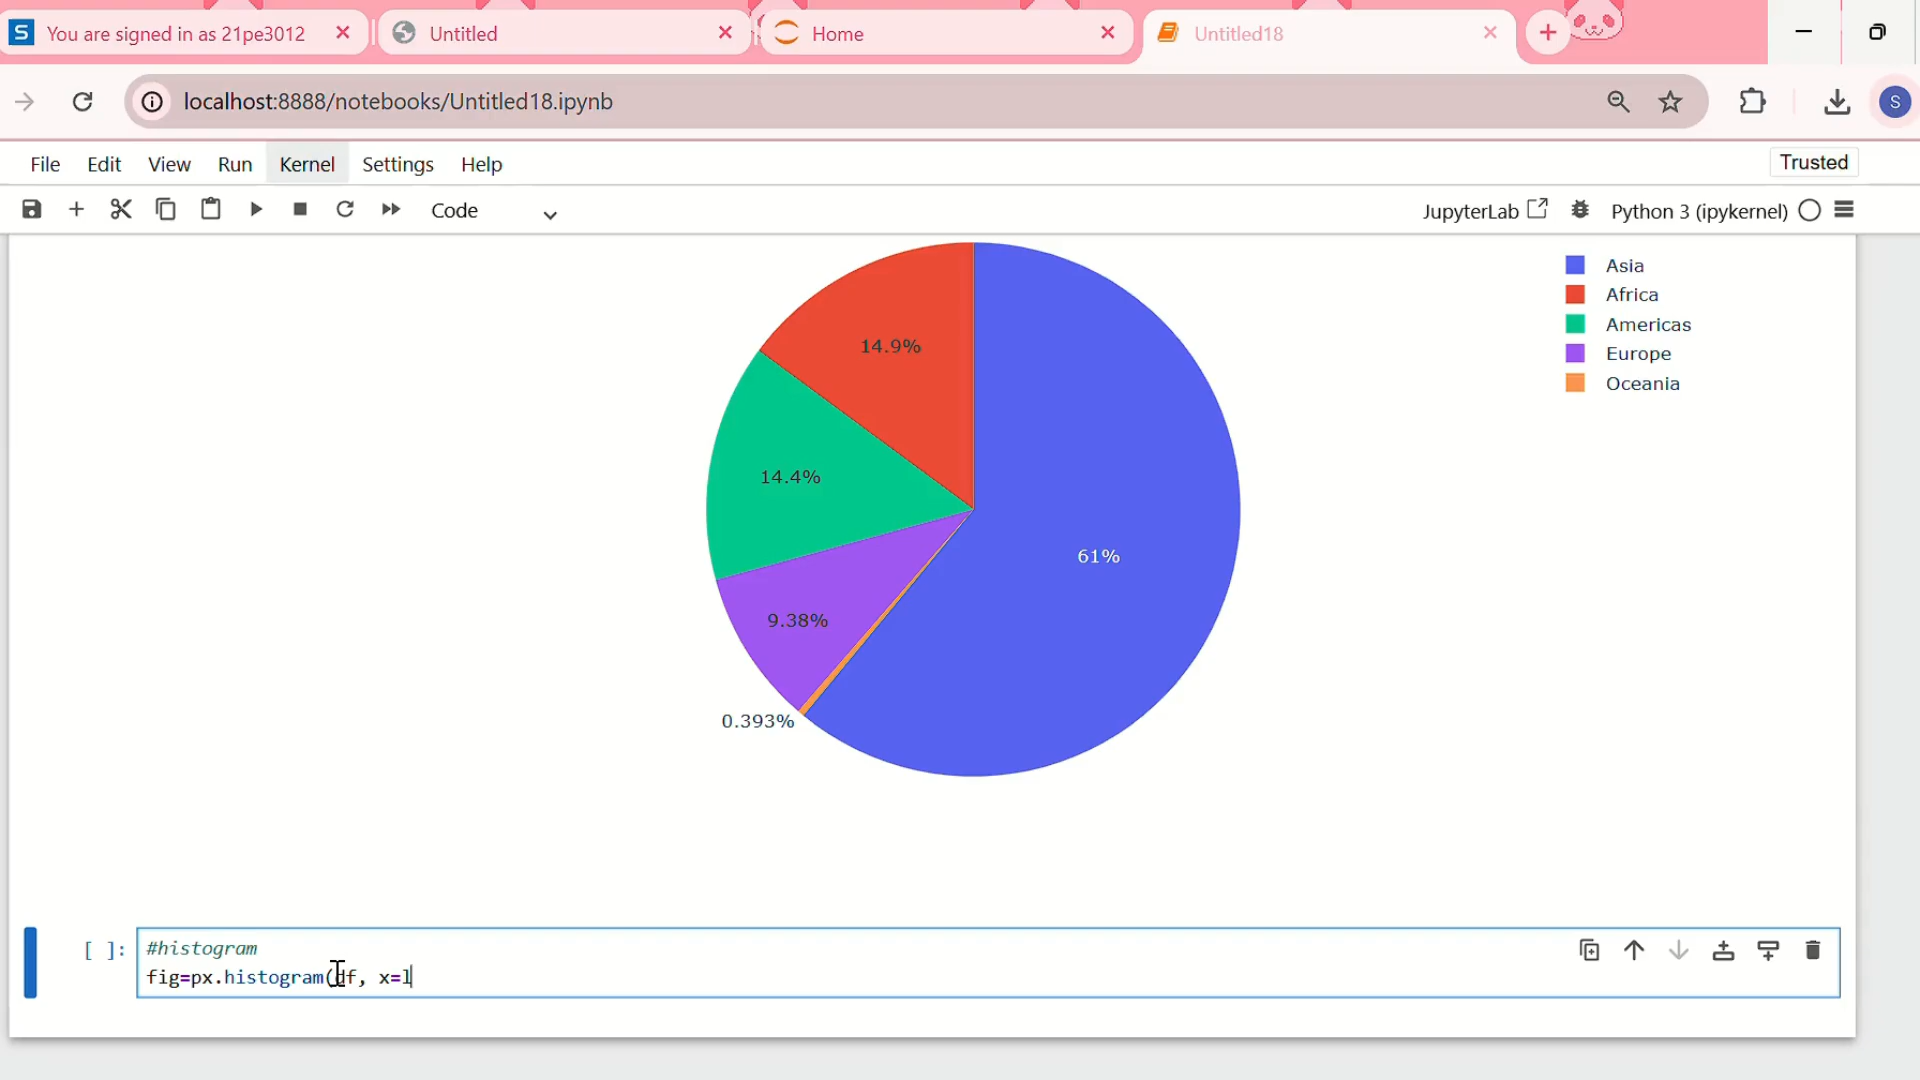 You are signed in as 21pe3012
Untitled
Home
Untitled18
localhost:8888/notebooks/Untitled18.ipynb
S
File Edit View Run Kernel Settings Help
Trusted
Code
JupyterLab
Python 3 (ipykernel)
Asia
Africa
Americas
Europe
Oceania
14.9%
14.4%
61%
9.38%
0.393%
[ ]:
#histogram
fig=px.histogram(df, x=l